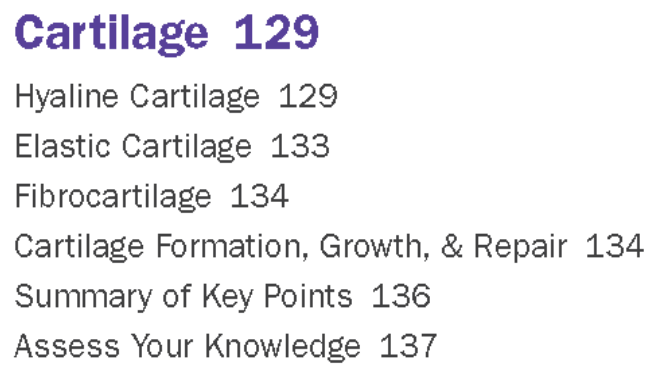 Cartilage 129
Hyaline Cartilage 129
Elastic Cartilage 133
Fibrocartilage 134
Cartilage Formation, Growth, & Repair 134
Summary of Key Points 136
Assess Your Knowledge 137